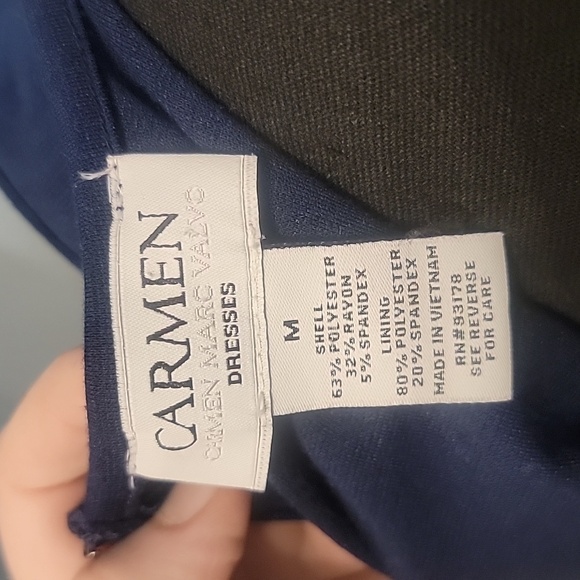 CARMEN
CARMEN MARC VALVO
DRESSES
M
SHELL
63% POLYESTER
32% RAYON
5% SPANDEX
LINING
80% POLYESTER
20% SPANDEX
MADE IN VIETNAM
RN#93178
SEE REVERSE
FOR CARE